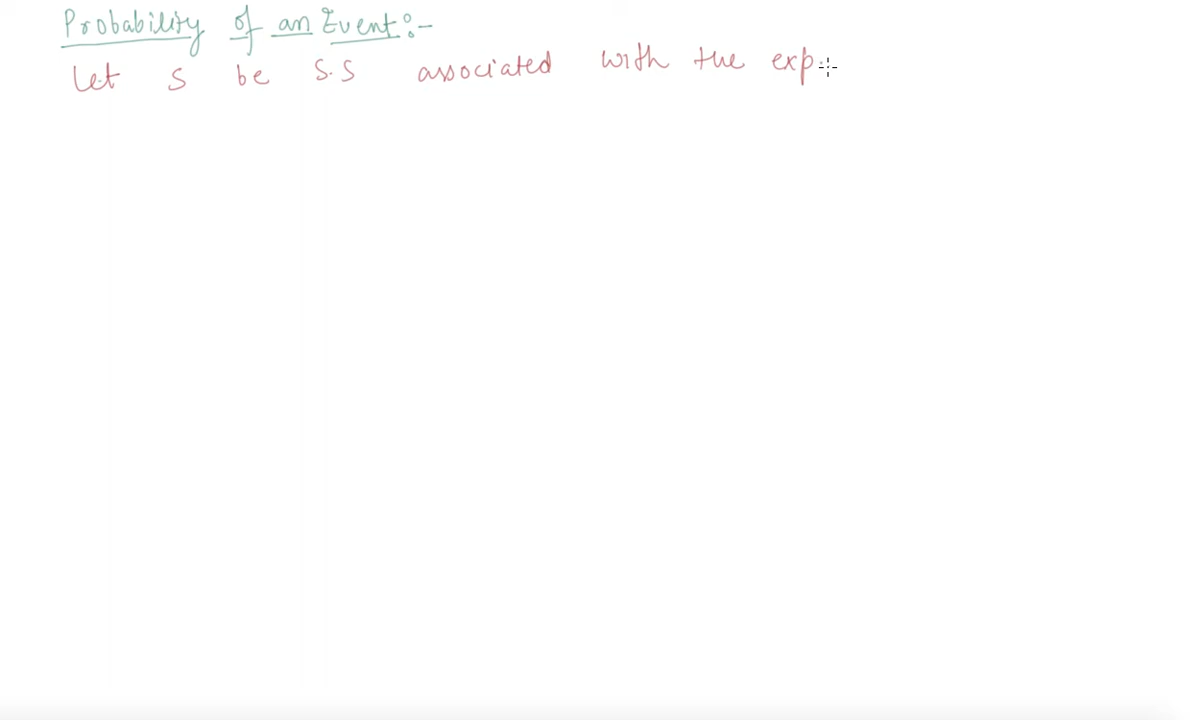 Probability of an Event:-
Let S be S.S associated with the exp.